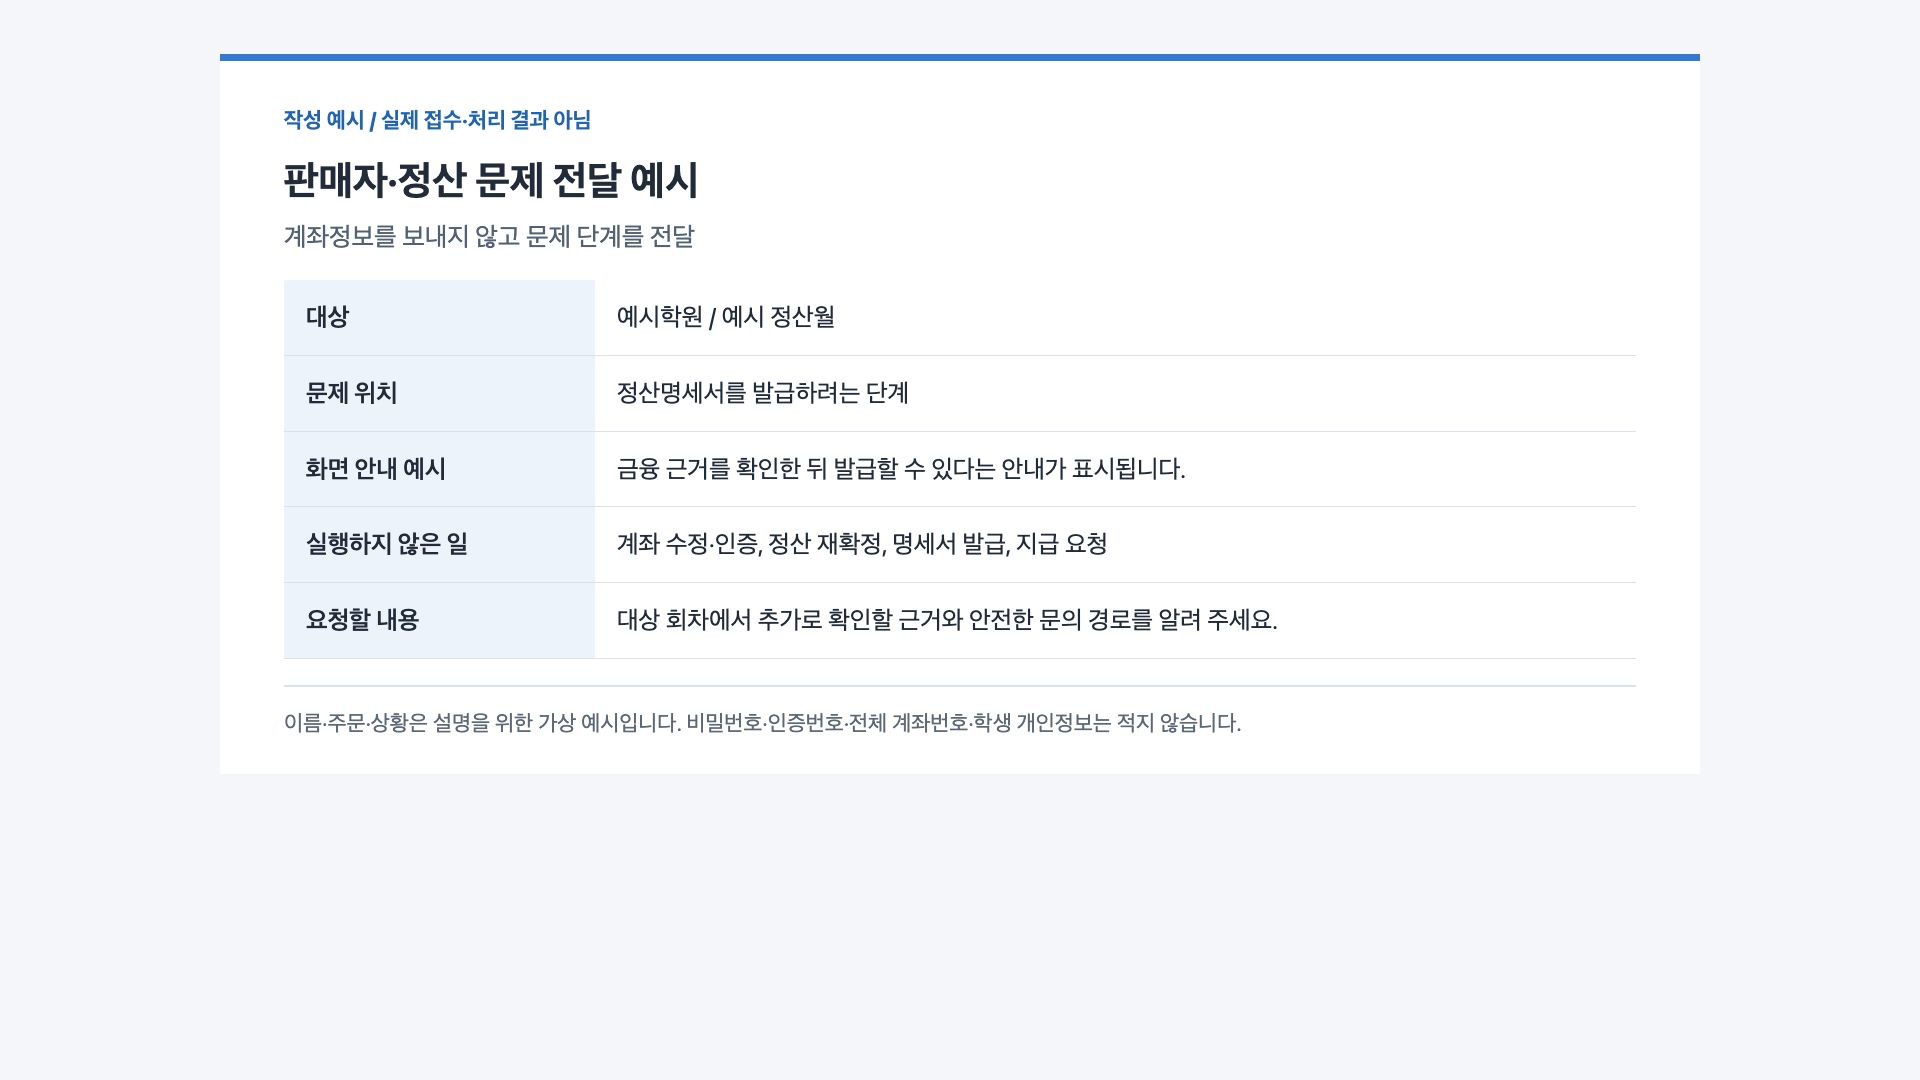 작성 예시 / 실제 접수·처리 결과 아님
판매자·정산 문제 전달 예시
계좌정보를 보내지 않고 문제 단계를 전달
대상 예시학원 / 예시 정산월
문제 위치 정산명세서를 발급하려는 단계
화면 안내 예시 금융 근거를 확인한 뒤 발급할 수 있다는 안내가 표시됩니다.
실행하지 않은 일 계좌 수정·인증, 정산 재확정, 명세서 발급, 지급 요청
요청할 내용 대상 회차에서 추가로 확인할 근거와 안전한 문의 경로를 알려 주세요.
이름·주문·상황은 설명을 위한 가상 예시입니다. 비밀번호·인증번호·전체 계좌번호·학생 개인정보는 적지 않습니다.